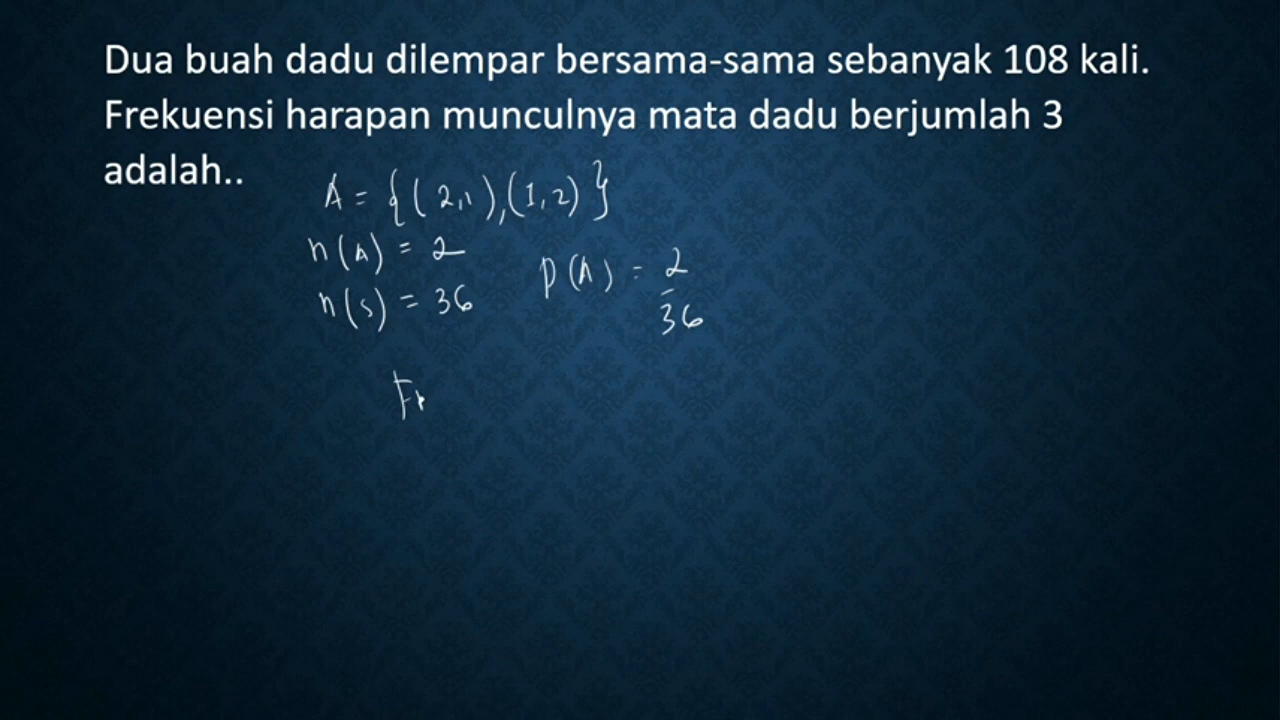 Dua buah dadu dilempar bersama-sama sebanyak 108 kali.
Frekuensi harapan munculnya mata dadu berjumlah 3
adalah..
A = {(2,1),(1,2)}
n(A) = 2
P(A) = 2/36
n(s) = 36